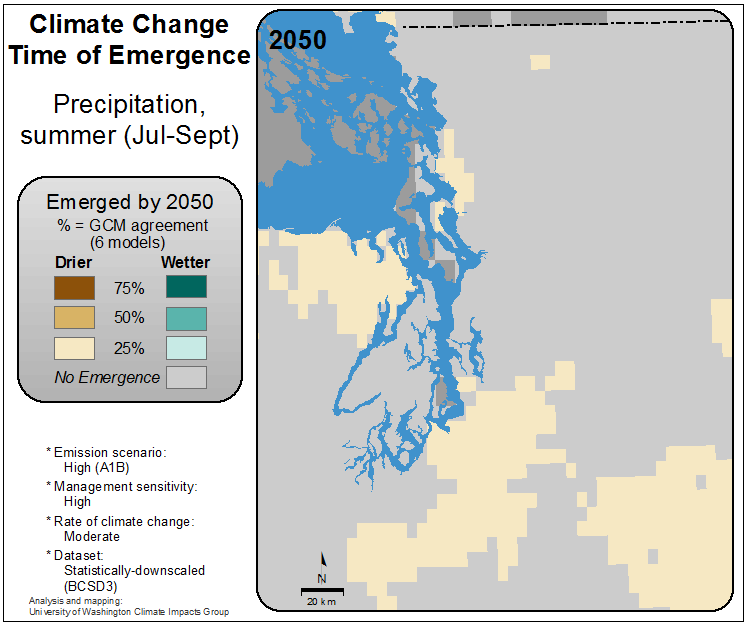 Climate Change
Time of Emergence
Precipitation,
summer (Jul-Sept)
Emerged by 2050
% = GCM agreement
(6 models)
Drier Wetter
75%
50%
25%
No Emergence
* Emission scenario:
High (A1B)
* Management sensitivity:
High
* Rate of climate change:
Moderate
* Dataset:
Statistically-downscaled
(BCSD3)
Analysis and mapping:
University of Washington Climate Impacts Group
2050
N
20 km